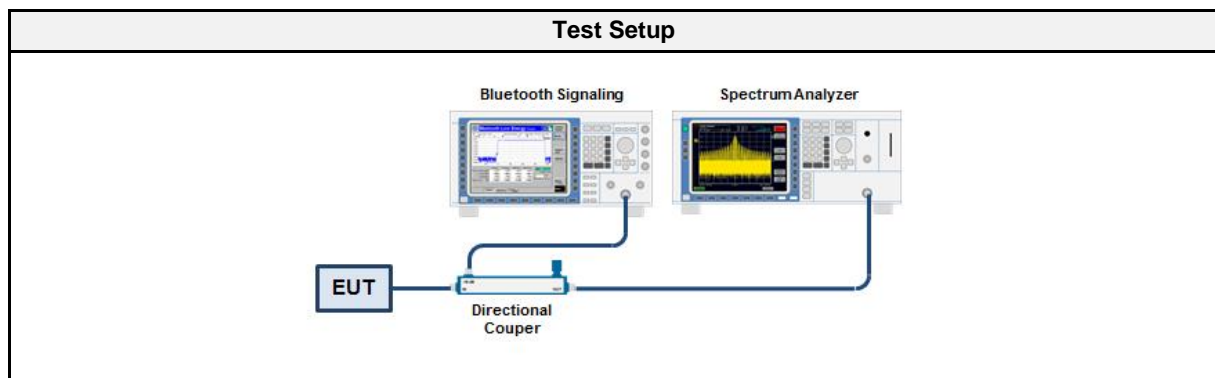 Test Setup
Bluetooth Signaling
Spectrum Analyzer
EUT
Directional
Couper